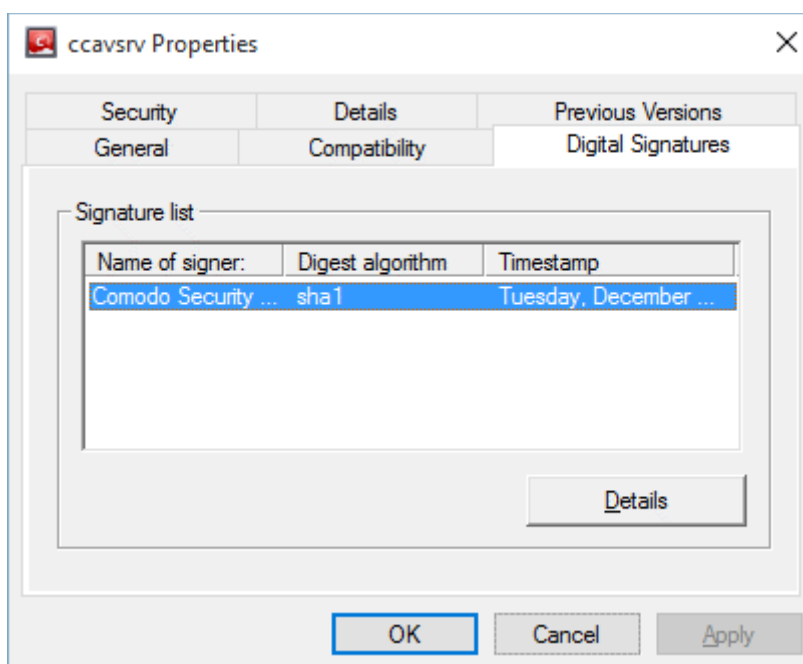 ccavsrv Properties
Security Details Previous Versions
General Compatibility Digital Signatures
Signature list
Name of signer: Digest algorithm Timestamp
Comodo Security ... sha1 Tuesday, December ...
Details
OK Cancel Apply